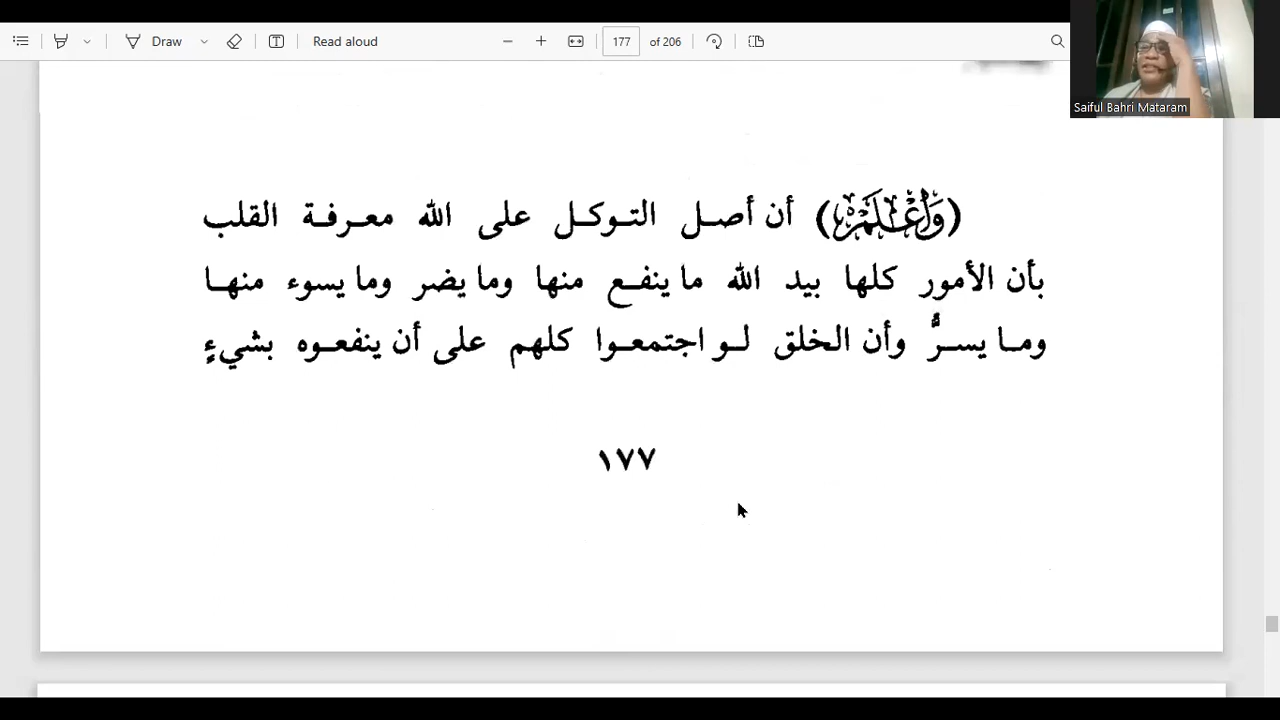 Draw
Read aloud
177 of 206
Saiful Bahri Mataram
(وَاعْلَمْ) أن أصل التوكل على الله معرفة القلب
بأن الأمور كلها بيد الله ما ينفع منها وما يضر وما يسوء منها
وما يسرُّ وأن الخلق لو اجتمعوا كلهم على أن ينفعوه بشيءٍ
١٧٧